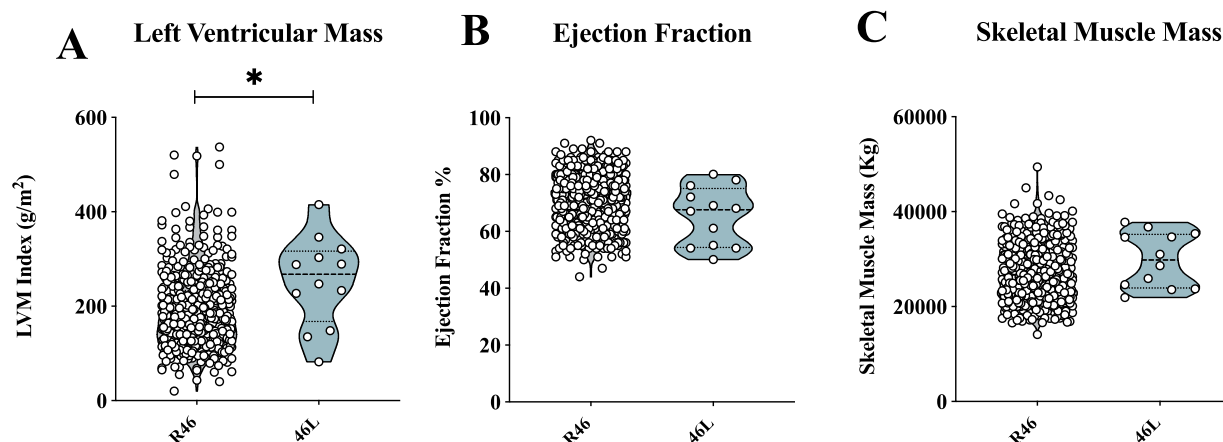 A
Left Ventricular Mass
*
LVM Index (g/m²)
600
400
200
0
R46
46L
B
Ejection Fraction
Ejection Fraction %
100
80
60
40
20
0
R46
46L
C
Skeletal Muscle Mass
Skeletal Muscle Mass (Kg)
60000
40000
20000
0
R46
46L